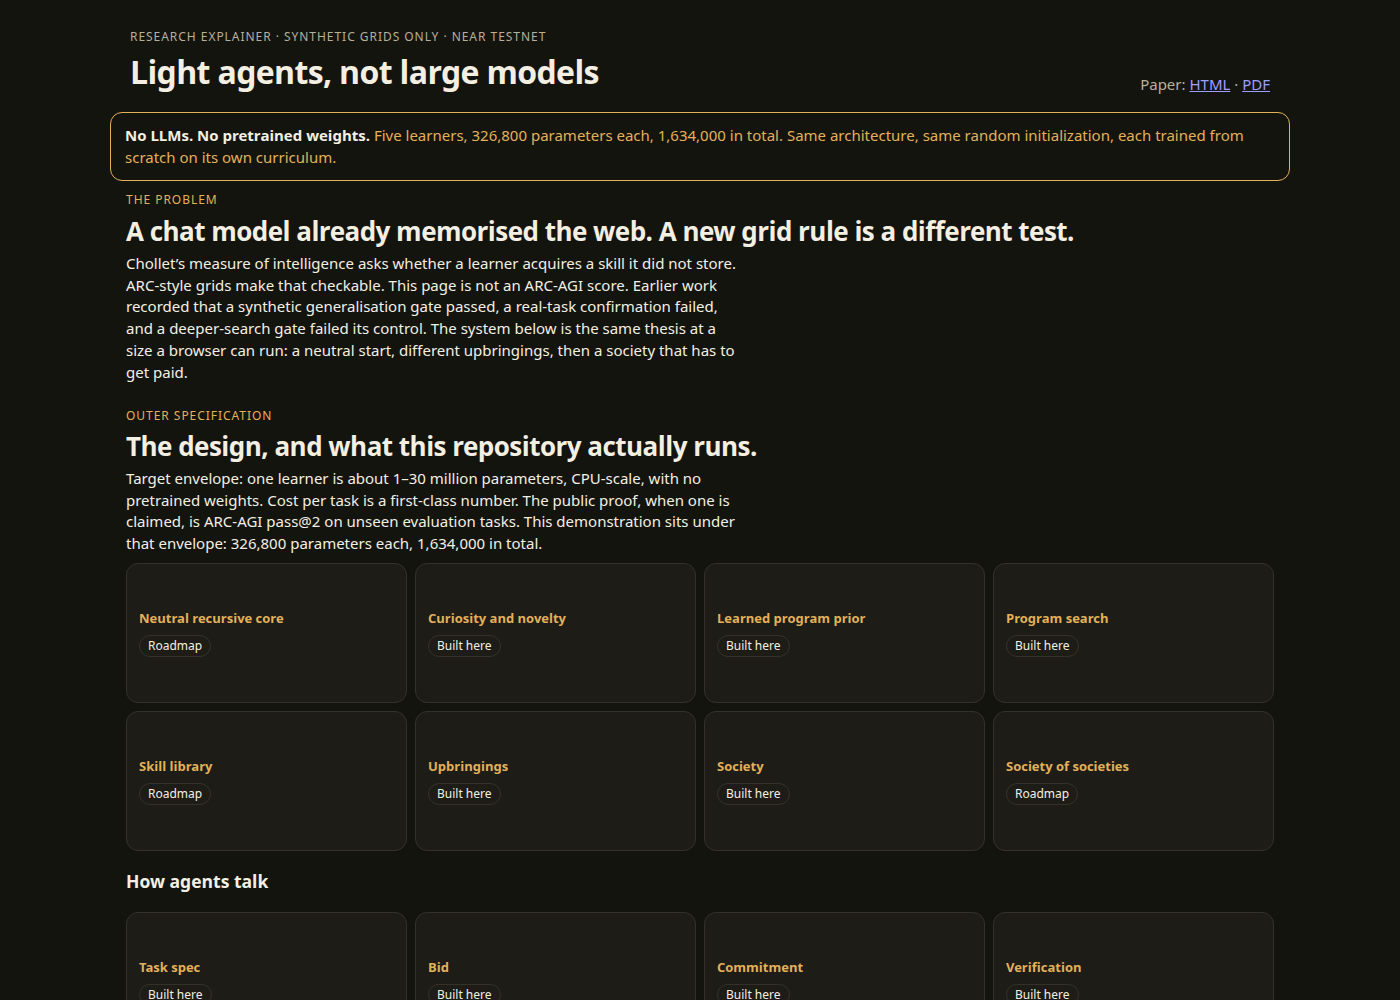 RESEARCH EXPLAINER · SYNTHETIC GRIDS ONLY · NEAR TESTNET
Light agents, not large models
Paper: HTML · PDF
No LLMs. No pretrained weights. Five learners, 326,800 parameters each, 1,634,000 in total. Same architecture, same random initialization, each trained from
scratch on its own curriculum.
THE PROBLEM
A chat model already memorised the web. A new grid rule is a different test.
Chollet’s measure of intelligence asks whether a learner acquires a skill it did not store.
ARC-style grids make that checkable. This page is not an ARC-AGI score. Earlier work
recorded that a synthetic generalisation gate passed, a real-task confirmation failed,
and a deeper-search gate failed its control. The system below is the same thesis at a
size a browser can run: a neutral start, different upbringings, then a society that has to
get paid.
OUTER SPECIFICATION
The design, and what this repository actually runs.
Target envelope: one learner is about 1–30 million parameters, CPU-scale, with no
pretrained weights. Cost per task is a first-class number. The public proof, when one is
claimed, is ARC-AGI pass@2 on unseen evaluation tasks. This demonstration sits under
that envelope: 326,800 parameters each, 1,634,000 in total.
Neutral recursive core
Roadmap
Curiosity and novelty
Built here
Learned program prior
Built here
Program search
Built here
Skill library
Roadmap
Upbringings
Built here
Society
Built here
Society of societies
Roadmap
How agents talk
Task spec
Built here
Bid
Built here
Commitment
Built here
Verification
Built here